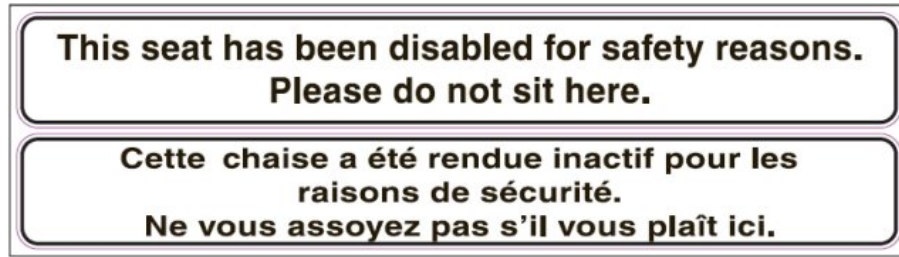 This seat has been disabled for safety reasons.
Please do not sit here.
Cette chaise a été rendue inactif pour les
raisons de sécurité.
Ne vous assoyez pas s’il vous plaît ici.